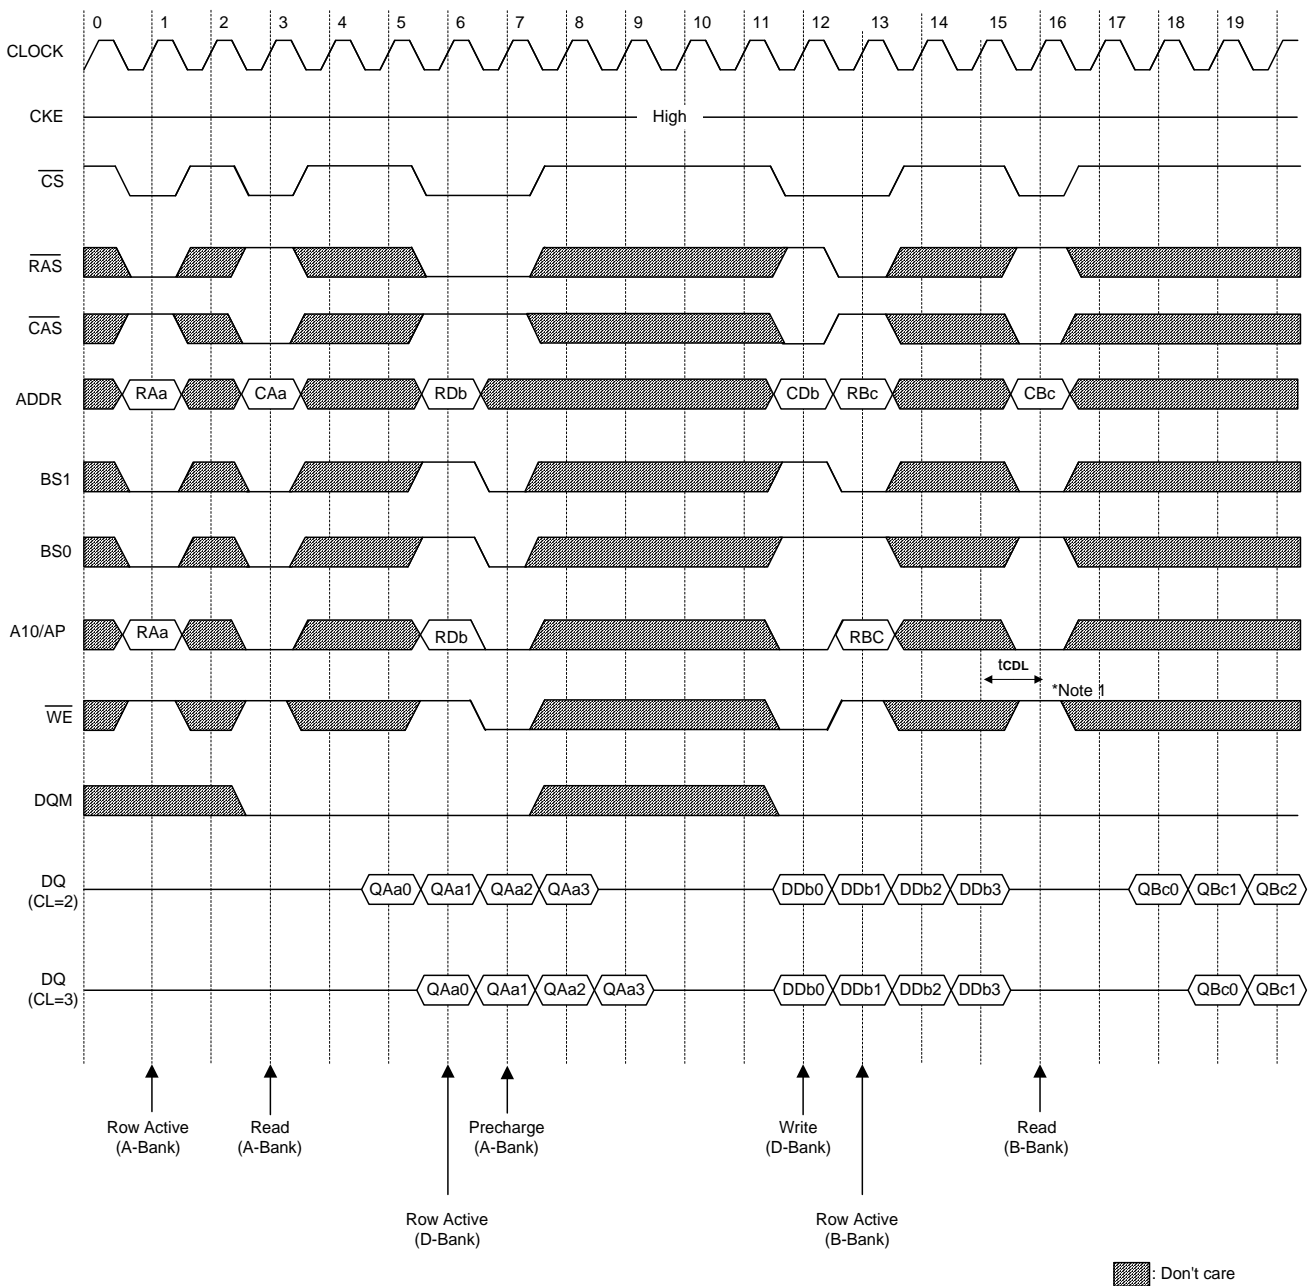 0 1 2 3 4 5 6 7 8 9 10 11 12 13 14 15 16 17 18 19
CLOCK
CKE High
CS
RAS
CAS
ADDR RAa CAa RDb CDb RBc CBc
BS1
BS0
A10/AP RAa RDb RBC
tCDL
*Note 1
WE
DQM
DQ
(CL=2) QAa0 QAa1 QAa2 QAa3 DDb0 DDb1 DDb2 DDb3 QBc0 QBc1 QBc2
DQ
(CL=3) QAa0 QAa1 QAa2 QAa3 DDb0 DDb1 DDb2 DDb3 QBc0 QBc1
Row Active
(A-Bank)
Read
(A-Bank)
Precharge
(A-Bank)
Write
(D-Bank)
Read
(B-Bank)
Row Active
(D-Bank)
Row Active
(B-Bank)
: Don't care